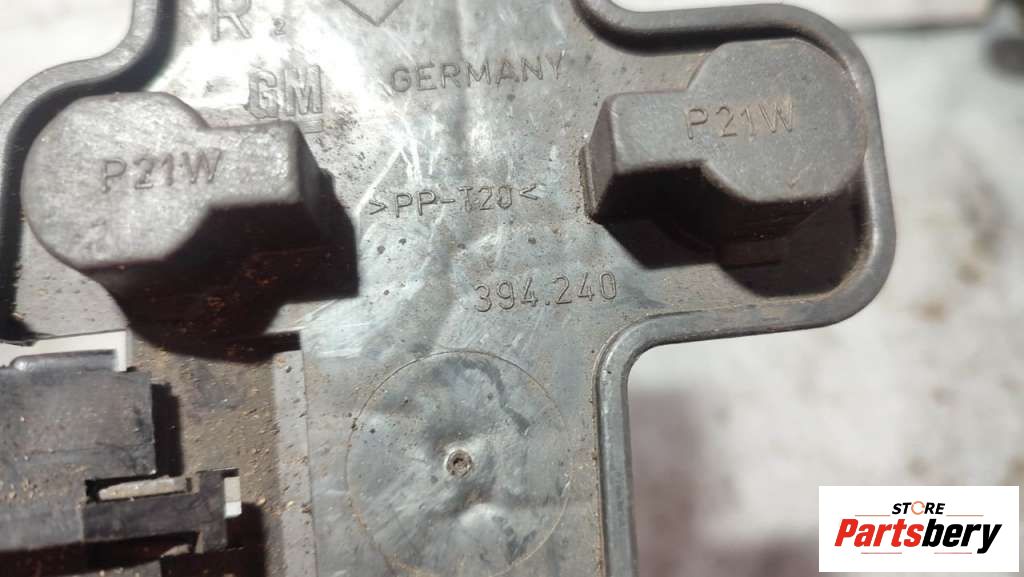 R.
GM
GERMANY
P21W
P21W
>PP-T20<
394.240
STORE
Partsbery